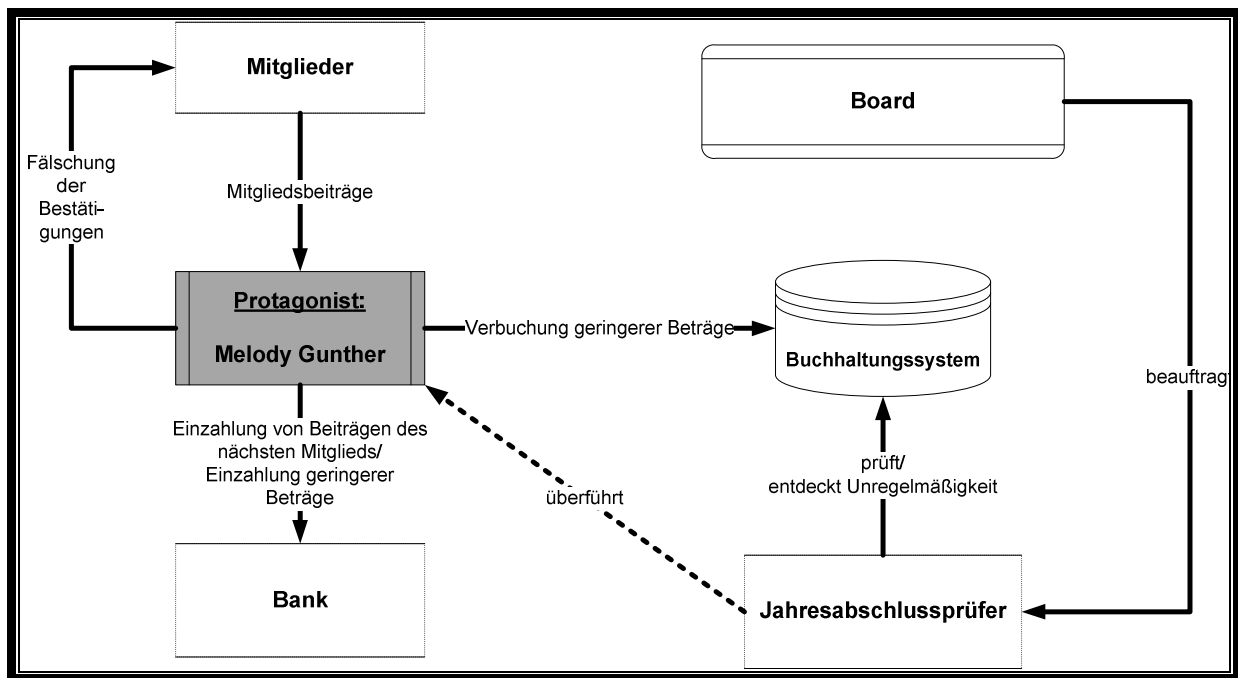 Mitglieder
Board
Fälschung
der
Bestäti-
gungen
Mitgliedsbeiträge
Protagonist:
Melody Gunther
Verbuchung geringerer Beträge
Buchhaltungssystem
beauftragt
Einzahlung von Beiträgen des
nächsten Mitglieds/
Einzahlung geringerer
Beträge
überführt
prüft/
entdeckt Unregelmäßigkeit
Bank
Jahresabschlussprüfer